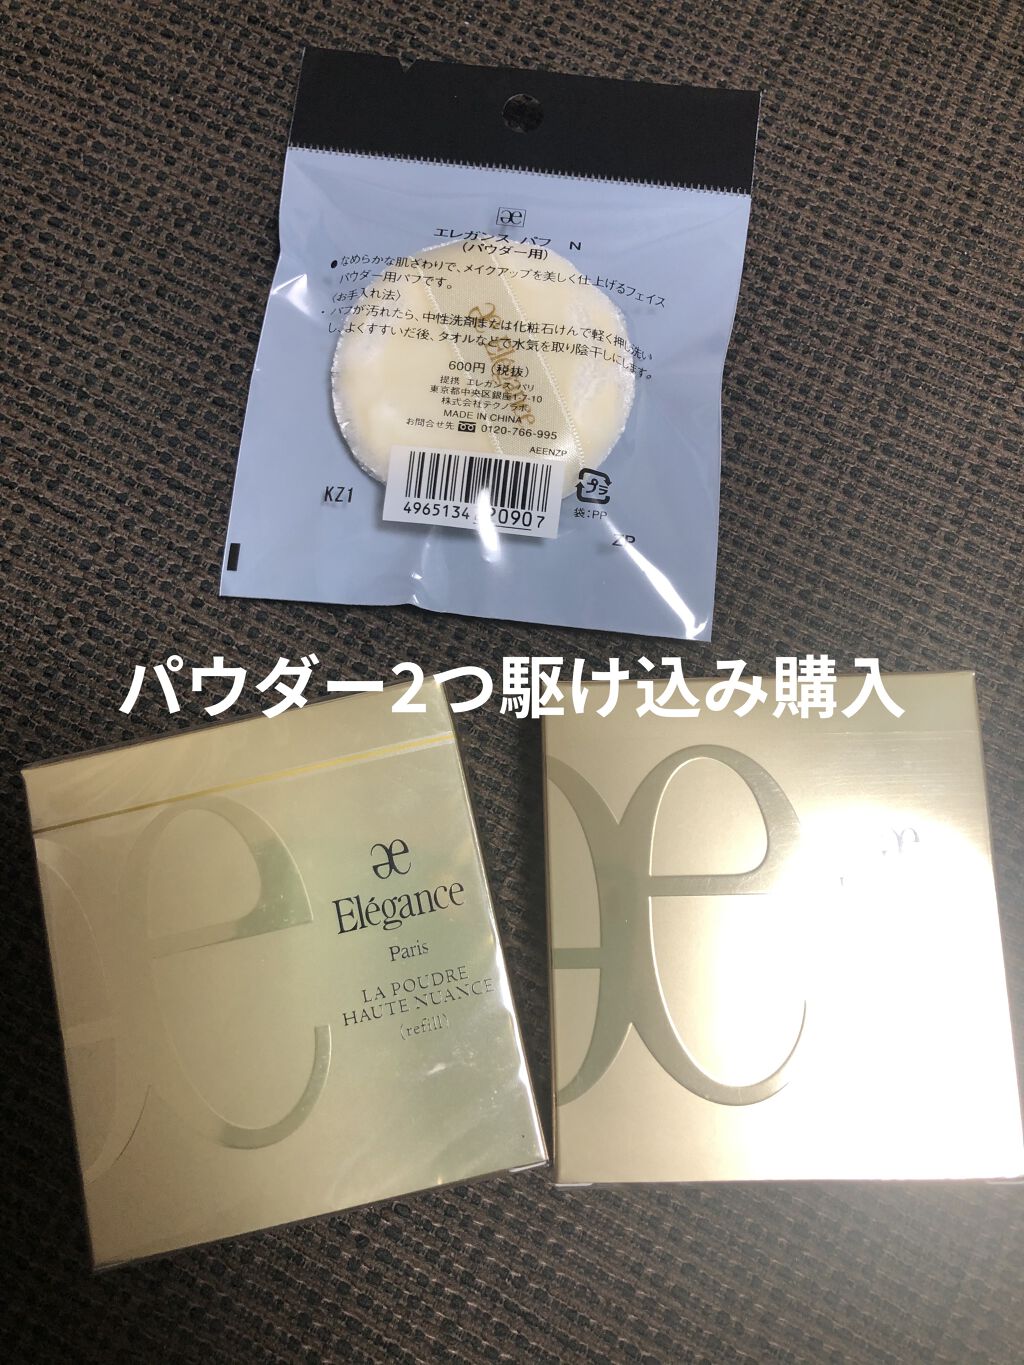 æ
エレガンス パフ N
(パウダー用)
●なめらかな肌ざわりで、メイクアップを美しく仕上げるフェイス
パウダー用パフです。
〈お手入れ法〉
・パフが汚れたら、中性洗剤または化粧石けんで軽く押し洗い
し、よくすすいだ後、タオルなどで水気を取り陰干しにします。
Elégance
600円(税抜)
提携 エレガンス パリ
東京都中央区銀座1-7-10
株式会社テクノラボ
MADE IN CHINA
お問合せ先 0120-766-995
AEENZP
KZ1
4965134
0907
プラ
袋:PP
ZP
パウダー2つ駆け込み購入
æ
Elégance
Paris
LA POUDRE
HAUTE NUANCE
(refill)
æ
æ